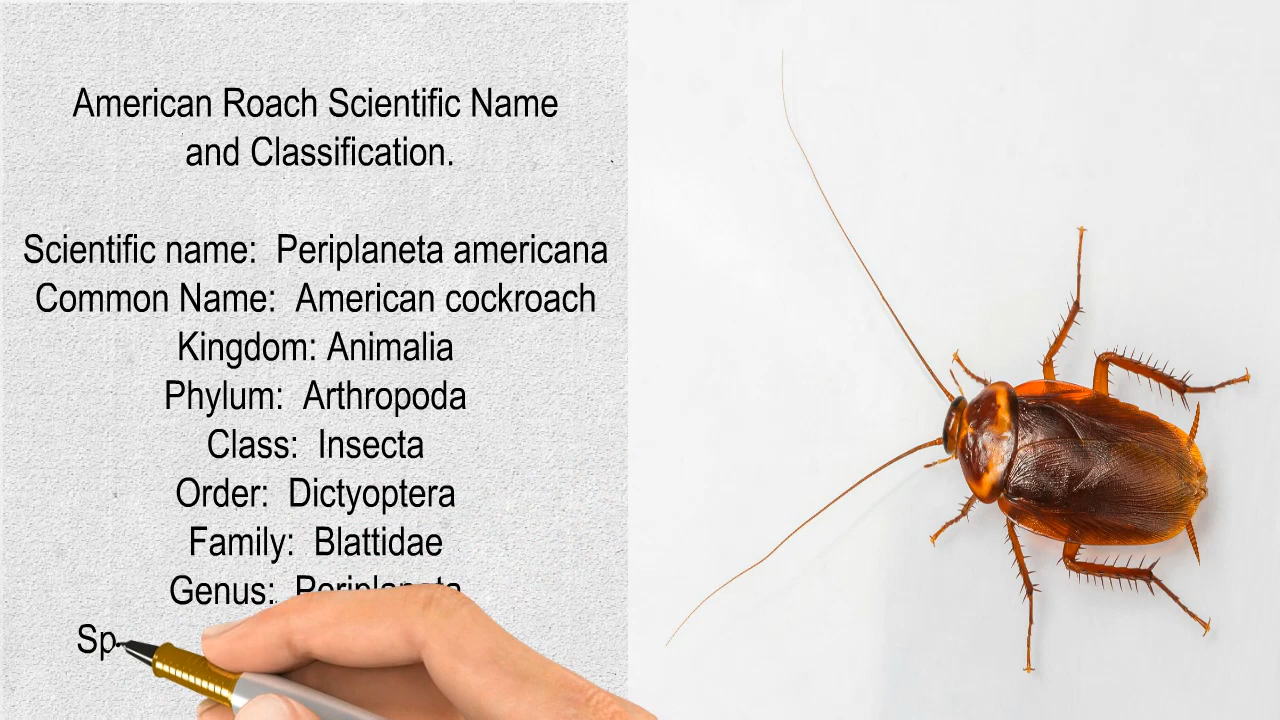 American Roach Scientific Name
and Classification.
Scientific name: Periplaneta americana
Common Name: American cockroach
Kingdom: Animalia
Phylum: Arthropoda
Class: Insecta
Order: Dictyoptera
Family: Blattidae
Genus: Periplaneta
Sp